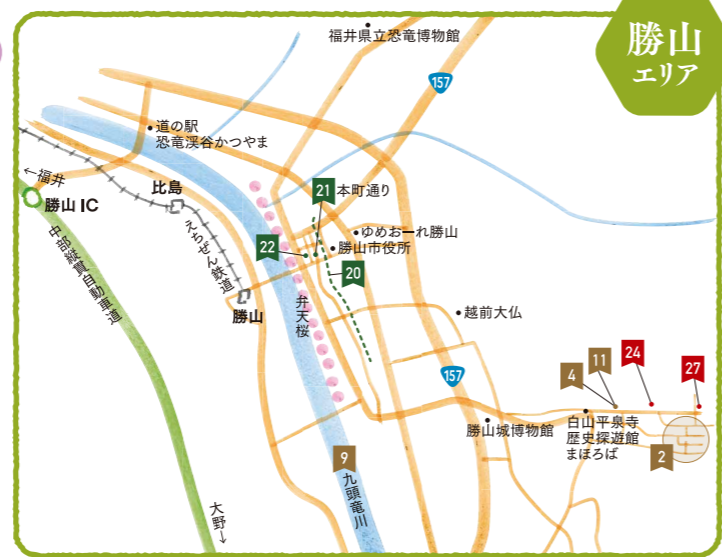 勝山
エリア
福井県立恐竜博物館
157
道の駅
恐竜渓谷かつやま
←福井
勝山 IC
比島
21
本町通り
ゆめおーれ勝山
22
勝山市役所
20
えちぜん鉄道
中部縦貫自動車道
勝山
弁天桜
越前大仏
157
4
11
24
27
勝山城博物館
白山平泉寺
歴史探遊館
まほろば
2
9
九頭竜川
大野→